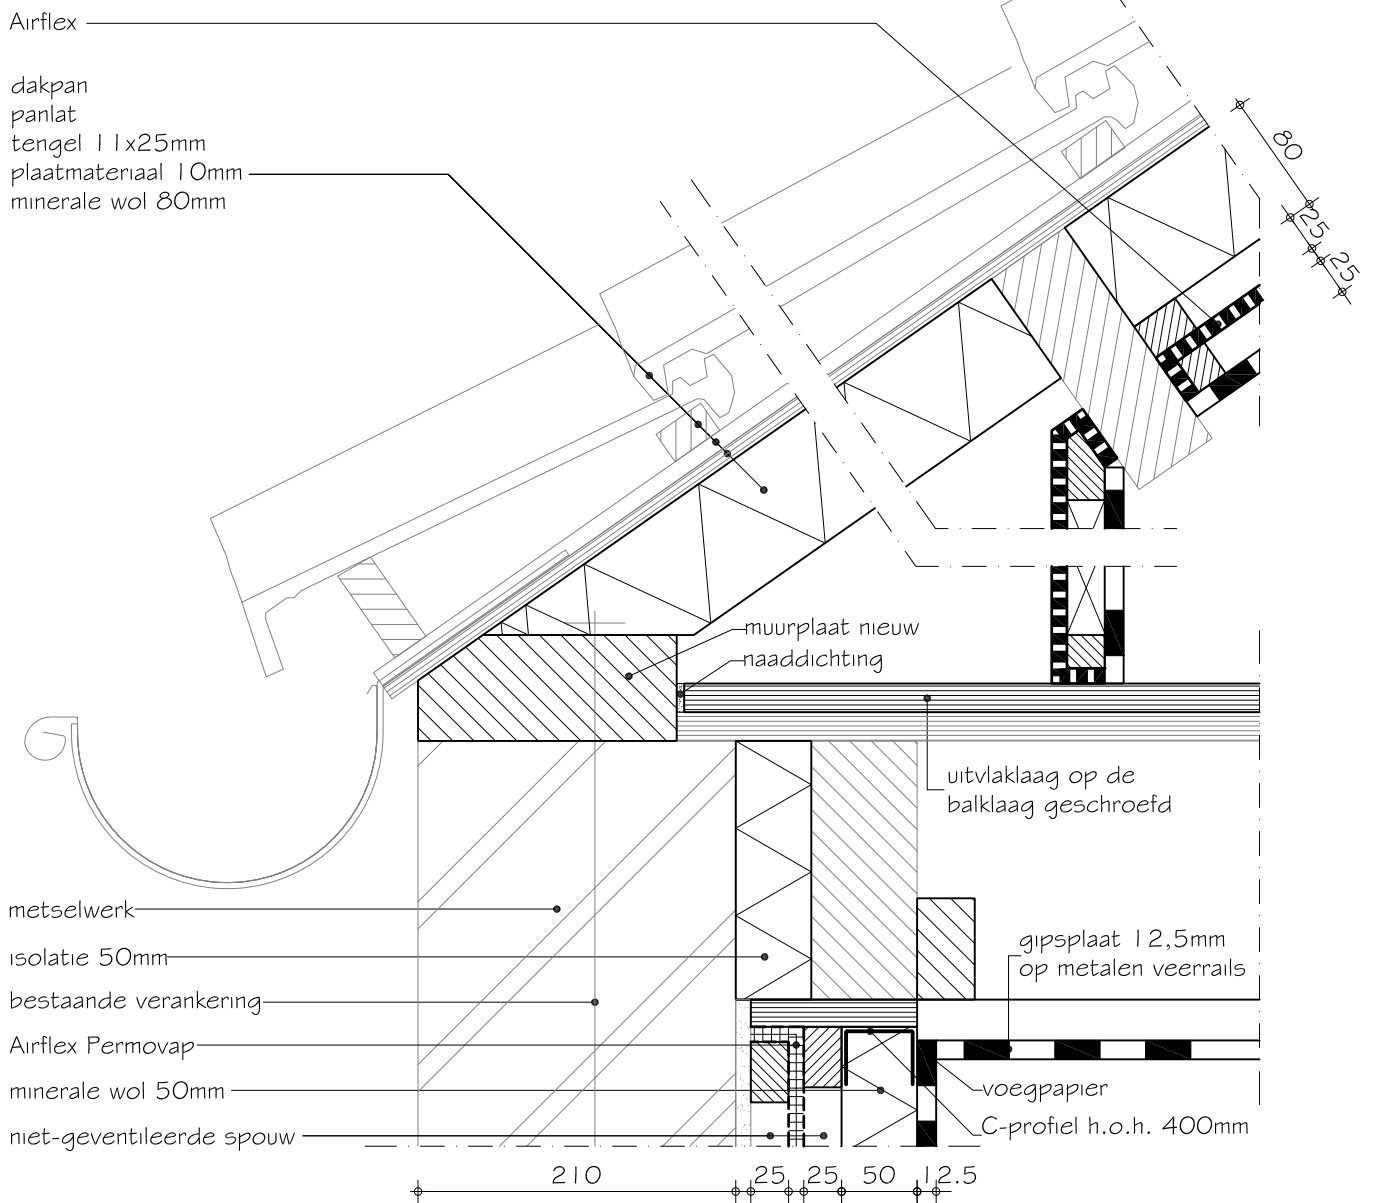 Airflex
dakpan
panlat
tengel 11x25mm
plaatmateriaal 10mm
minerale wol 80mm
80
25
25
muurplaat nieuw
naaddichting
uitvlaklaag op de
balklaag geschroefd
metselwerk
isolatie 50mm
bestaande verankering
Airflex Permovap
minerale wol 50mm
niet-geventileerde spouw
gipsplaat 12,5mm
op metalen veerrails
voegpapier
C-profiel h.o.h. 400mm
210
25
25
50
12.5